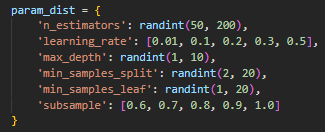 param_dist = {
    'n_estimators': randint(50, 200),
    'learning_rate': [0.01, 0.1, 0.2, 0.3, 0.5],
    'max_depth': randint(1, 10),
    'min_samples_split': randint(2, 20),
    'min_samples_leaf': randint(1, 20),
    'subsample': [0.6, 0.7, 0.8, 0.9, 1.0]
}